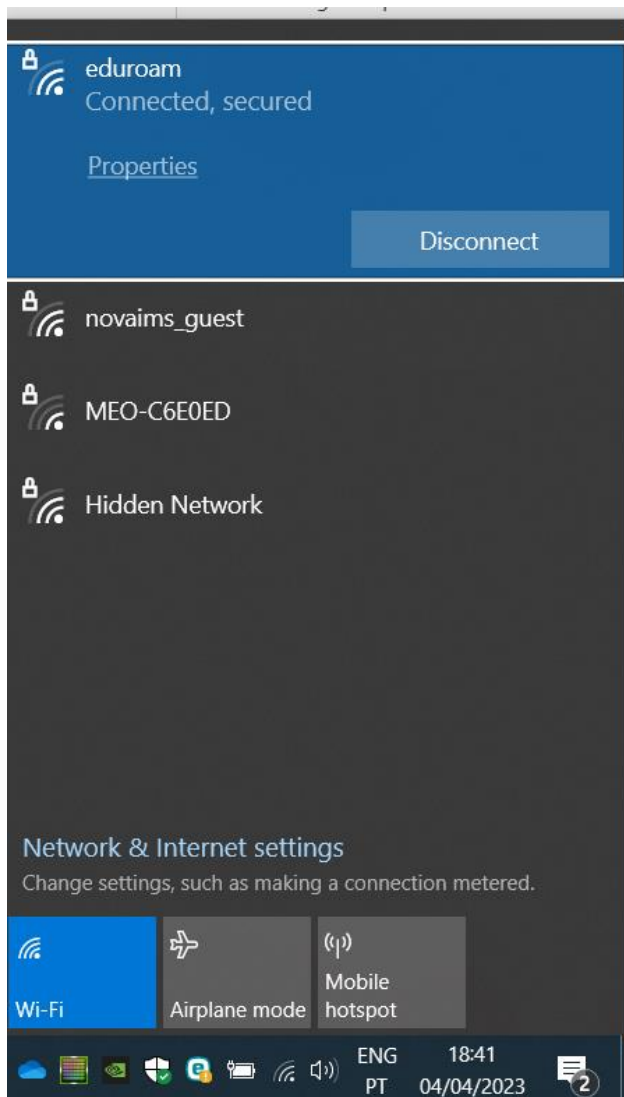 eduroam
Connected, secured
Properties
Disconnect
novaims_guest
MEO-C6E0ED
Hidden Network
Network & Internet settings
Change settings, such as making a connection metered.
Wi-Fi
Airplane mode
Mobile
hotspot
ENG
PT
18:41
04/04/2023
2